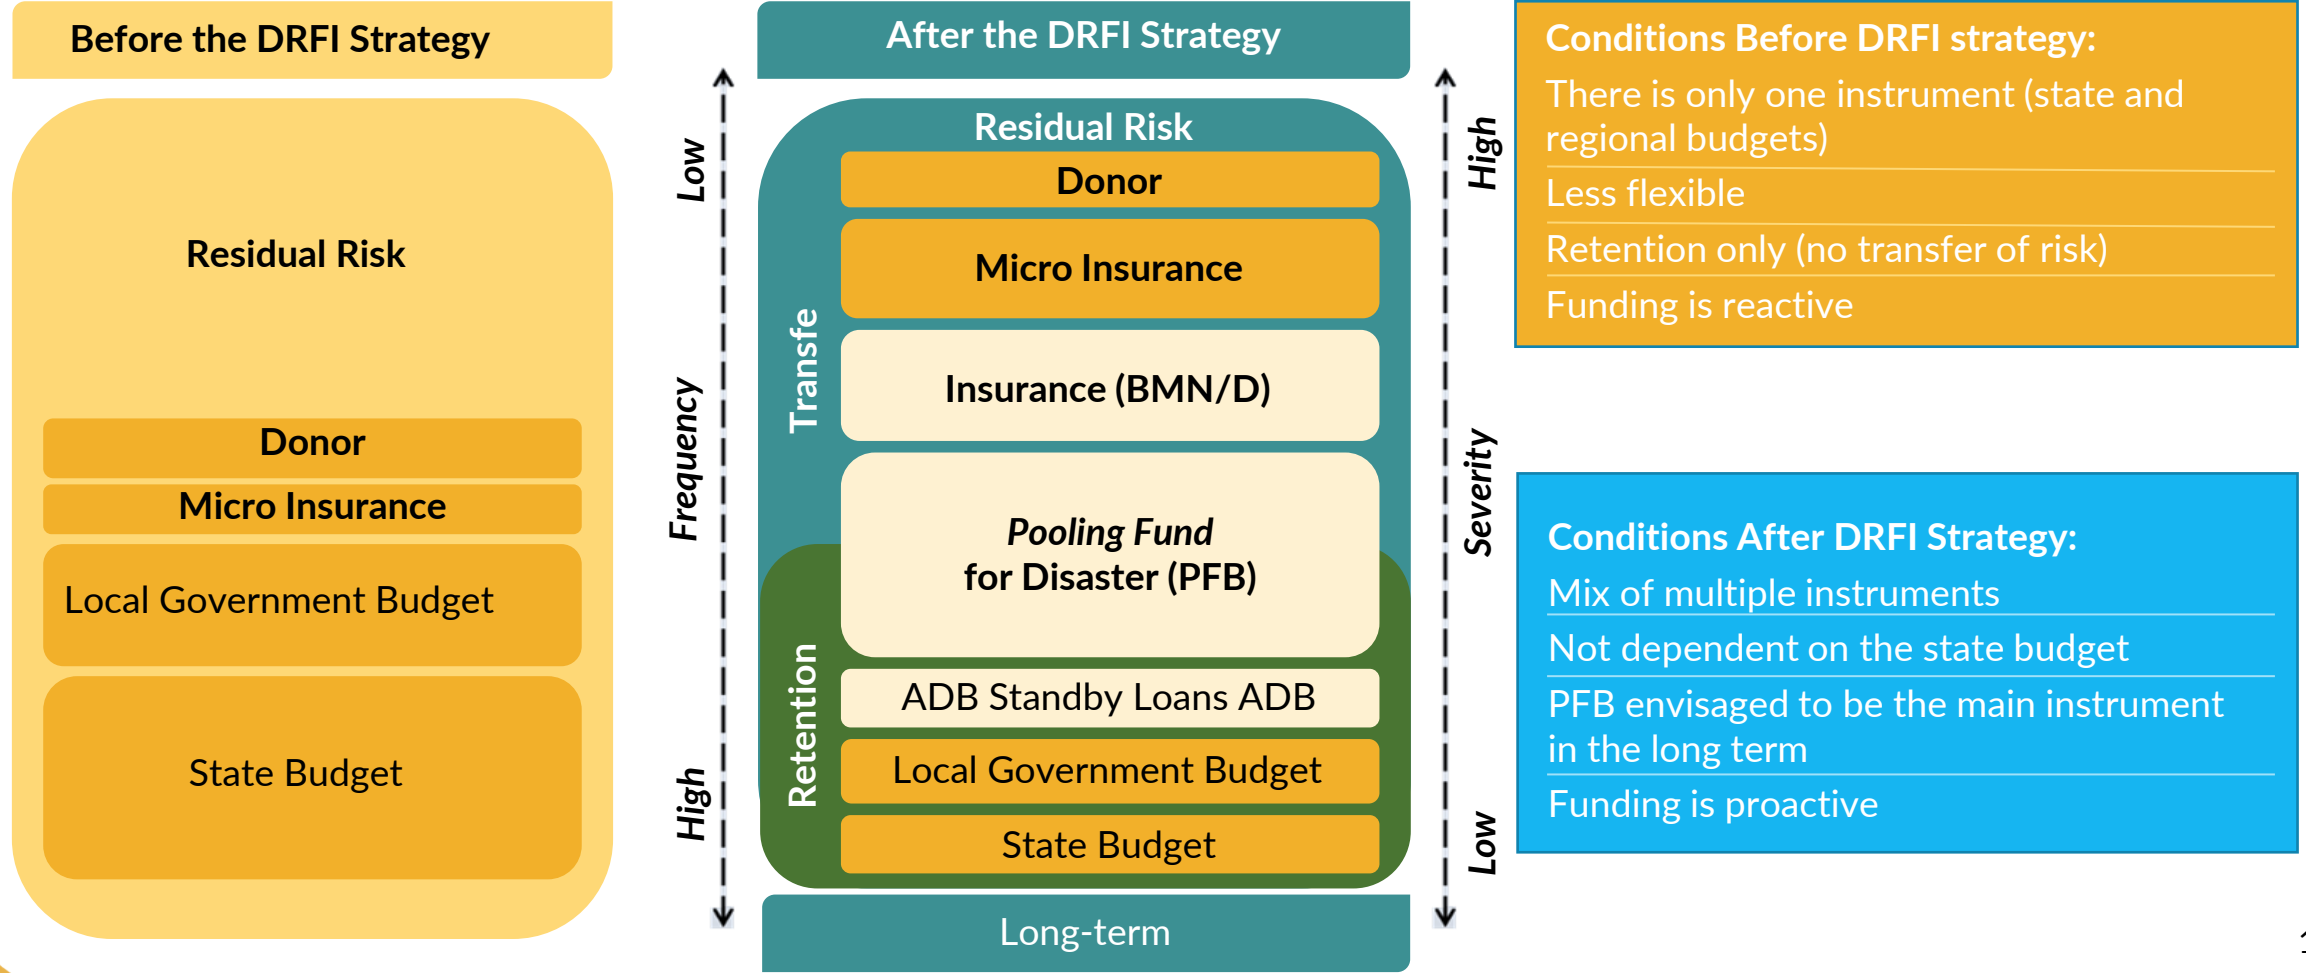 Before the DRFI Strategy
Residual Risk
Donor
Micro Insurance
Local Government Budget
State Budget
Low
Frequency
High
After the DRFI Strategy
Residual Risk
Donor
Micro Insurance
Insurance (BMN/D)
Pooling Fund
for Disaster (PFB)
ADB Standby Loans ADB
Local Government Budget
State Budget
Transfe
Retention
Long-term
High
Severity
Low
Conditions Before DRFI strategy:
There is only one instrument (state and
regional budgets)
Less flexible
Retention only (no transfer of risk)
Funding is reactive
Conditions After DRFI Strategy:
Mix of multiple instruments
Not dependent on the state budget
PFB envisaged to be the main instrument
in the long term
Funding is proactive